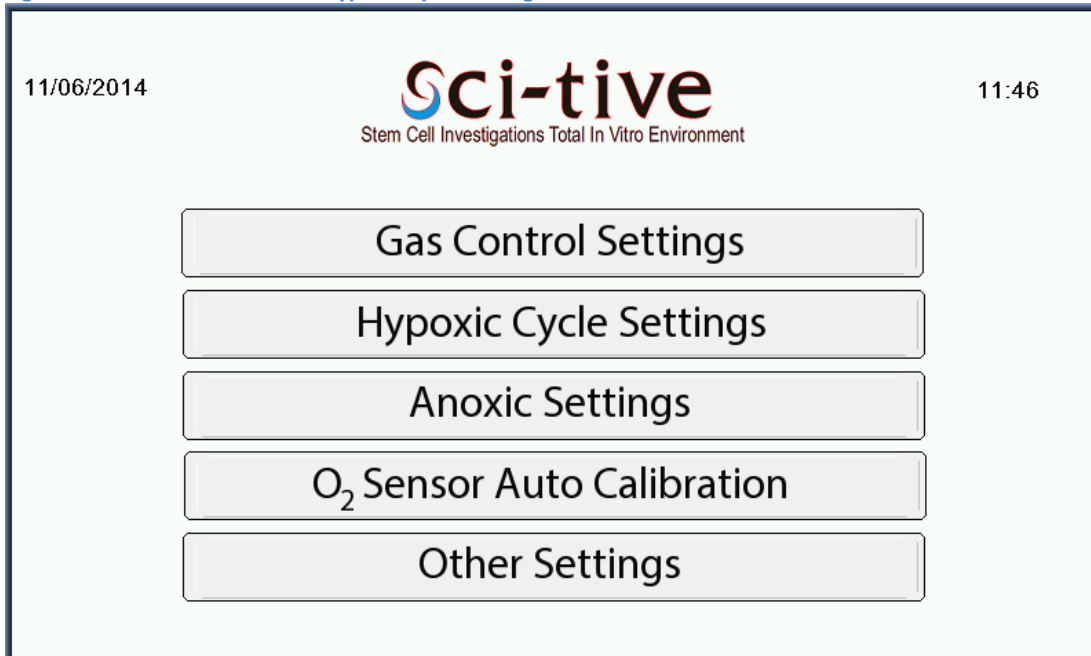 11/06/2014
Sci-tive
11:46
Stem Cell Investigations Total In Vitro Environment
Gas Control Settings
Hypoxic Cycle Settings
Anoxic Settings
O₂ Sensor Auto Calibration
Other Settings